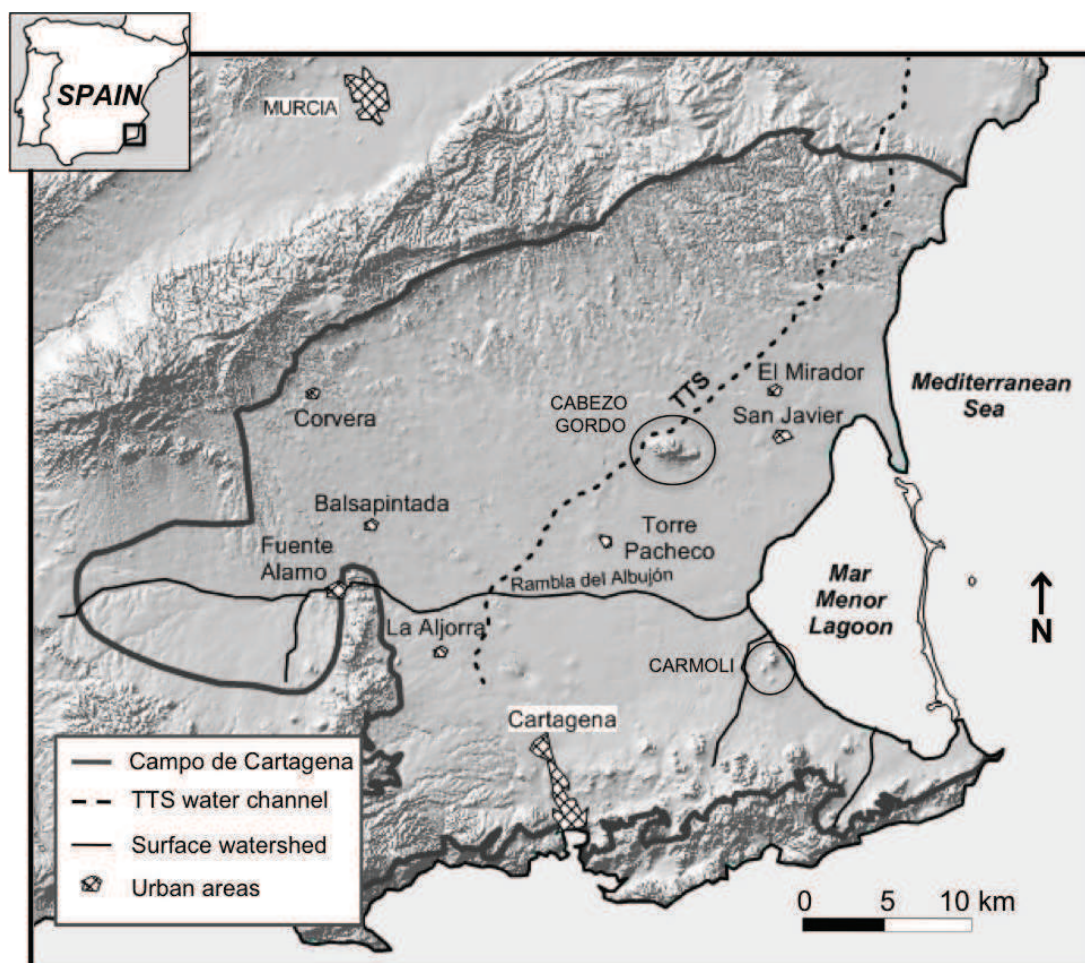 SPAIN
MURCIA
TTS
El Mirador
CABEZO
GORDO
San Javier
Mediterranean
Sea
Corvera
Balsapintada
Fuente
Alamo
Torre
Pacheco
Rambla del Albujón
Mar
Menor
Lagoon
N
La Aljorra
CARMOLI
Cartagena
Campo de Cartagena
TTS water channel
Surface watershed
Urban areas
0 5 10 km